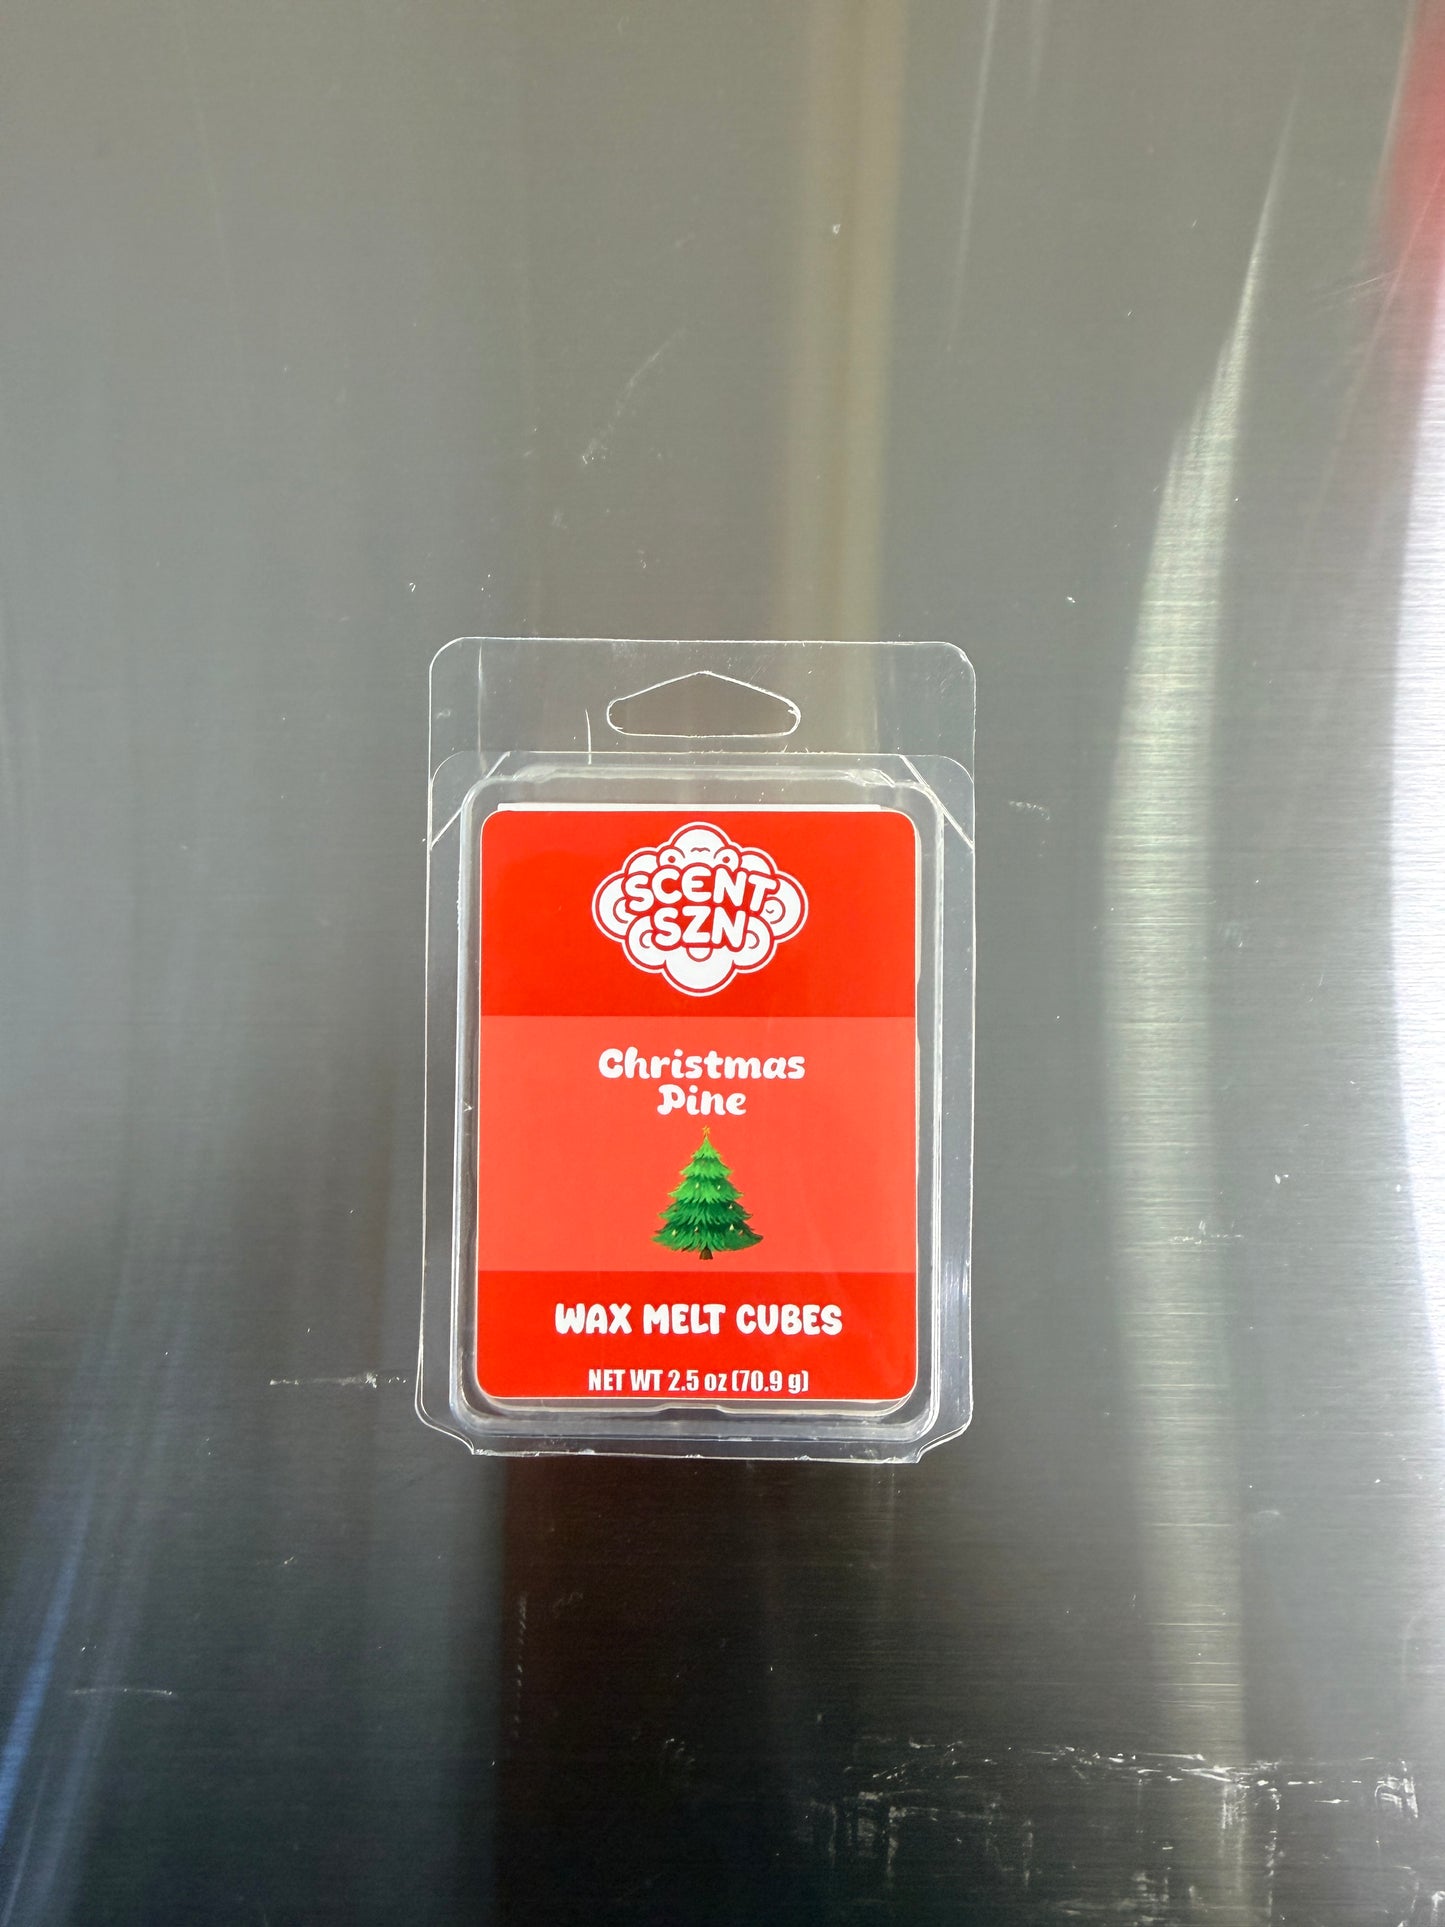 SCENT
SZN
Christmas
Pine
WAX MELT CUBES
NET WT 2.5 oz (70.9 g)